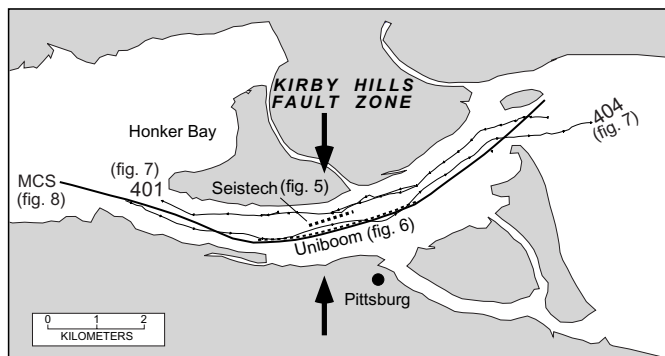 KIRBY HILLS
FAULT ZONE
Honker Bay
404
(fig. 7)
(fig. 7)
401
MCS
(fig. 8)
Seistech (fig. 5)
Uniboom (fig. 6)
Pittsburg
0 1 2
KILOMETERS